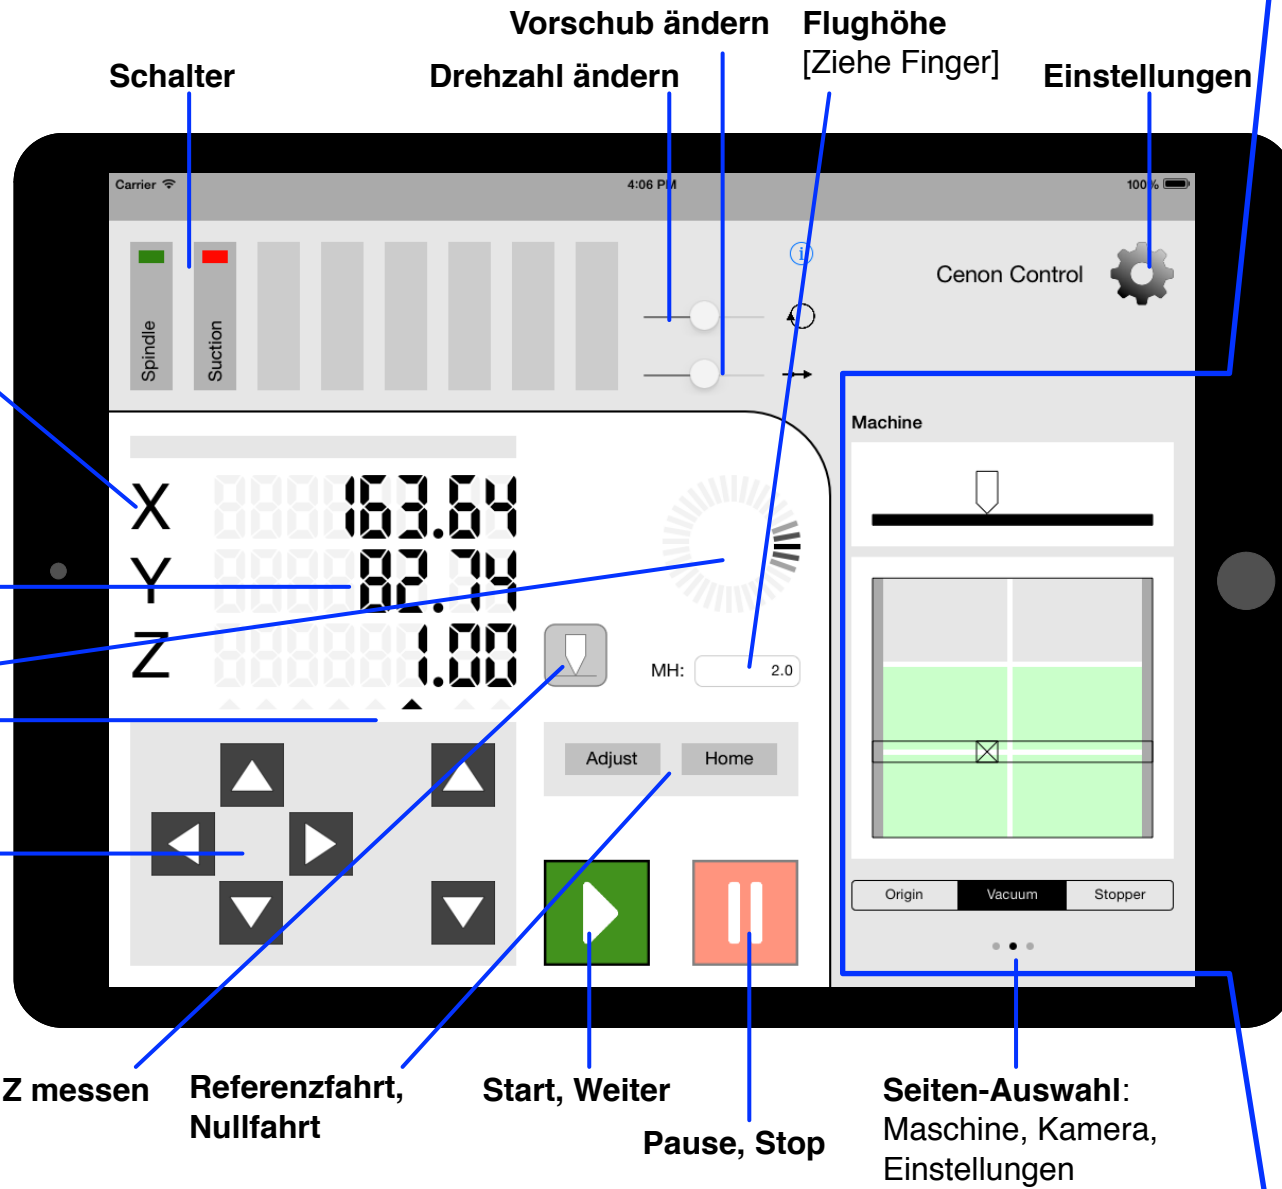 Vorschub ändern
Flughöhe
[Ziehe Finger]
Schalter
Drehzahl ändern
Einstellungen
Carrier
4:06 PM
100%
Spindle
Suction
i
Cenon Control
Machine
X 163.64
Y 82.74
Z 1.00
MH: 2.0
Adjust
Home
Origin
Vacuum
Stopper
Z messen
Referenzfahrt,
Nullfahrt
Start, Weiter
Pause, Stop
Seiten-Auswahl:
Maschine, Kamera,
Einstellungen